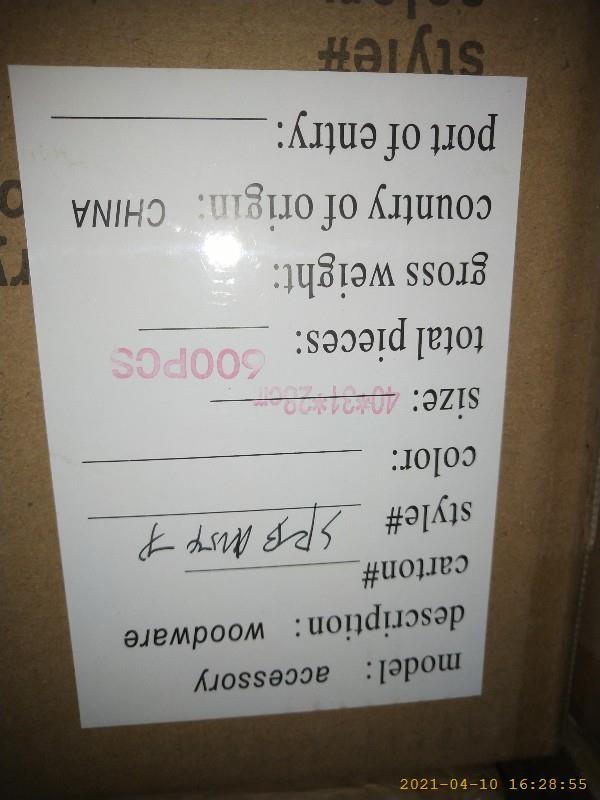 model: accessory
description: woodware
carton#
style#
color:
size: 40*31*28cm
total pieces: 600PCS
gross weight:
country of origin: CHINA
port of entry:
style#
2021-04-10 16:28:55